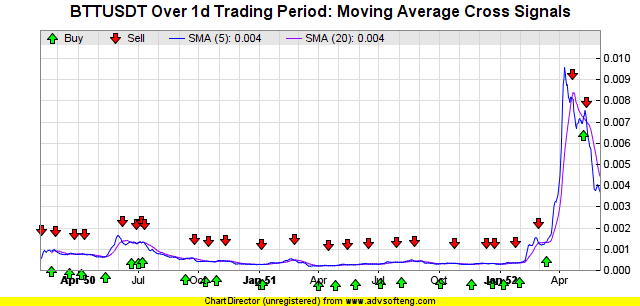 BTTUSDT Over 1d Trading Period: Moving Average Cross Signals
Buy Sell SMA (5): 0.004 SMA (20): 0.004
0.010
0.009
0.008
0.007
0.006
0.005
0.004
0.003
0.002
0.001
0.000
Apr-50 Jul Oct Jan-51 Apr Jul Oct Jan-52 Apr
ChartDirector (unregistered) from www.advsofteng.com